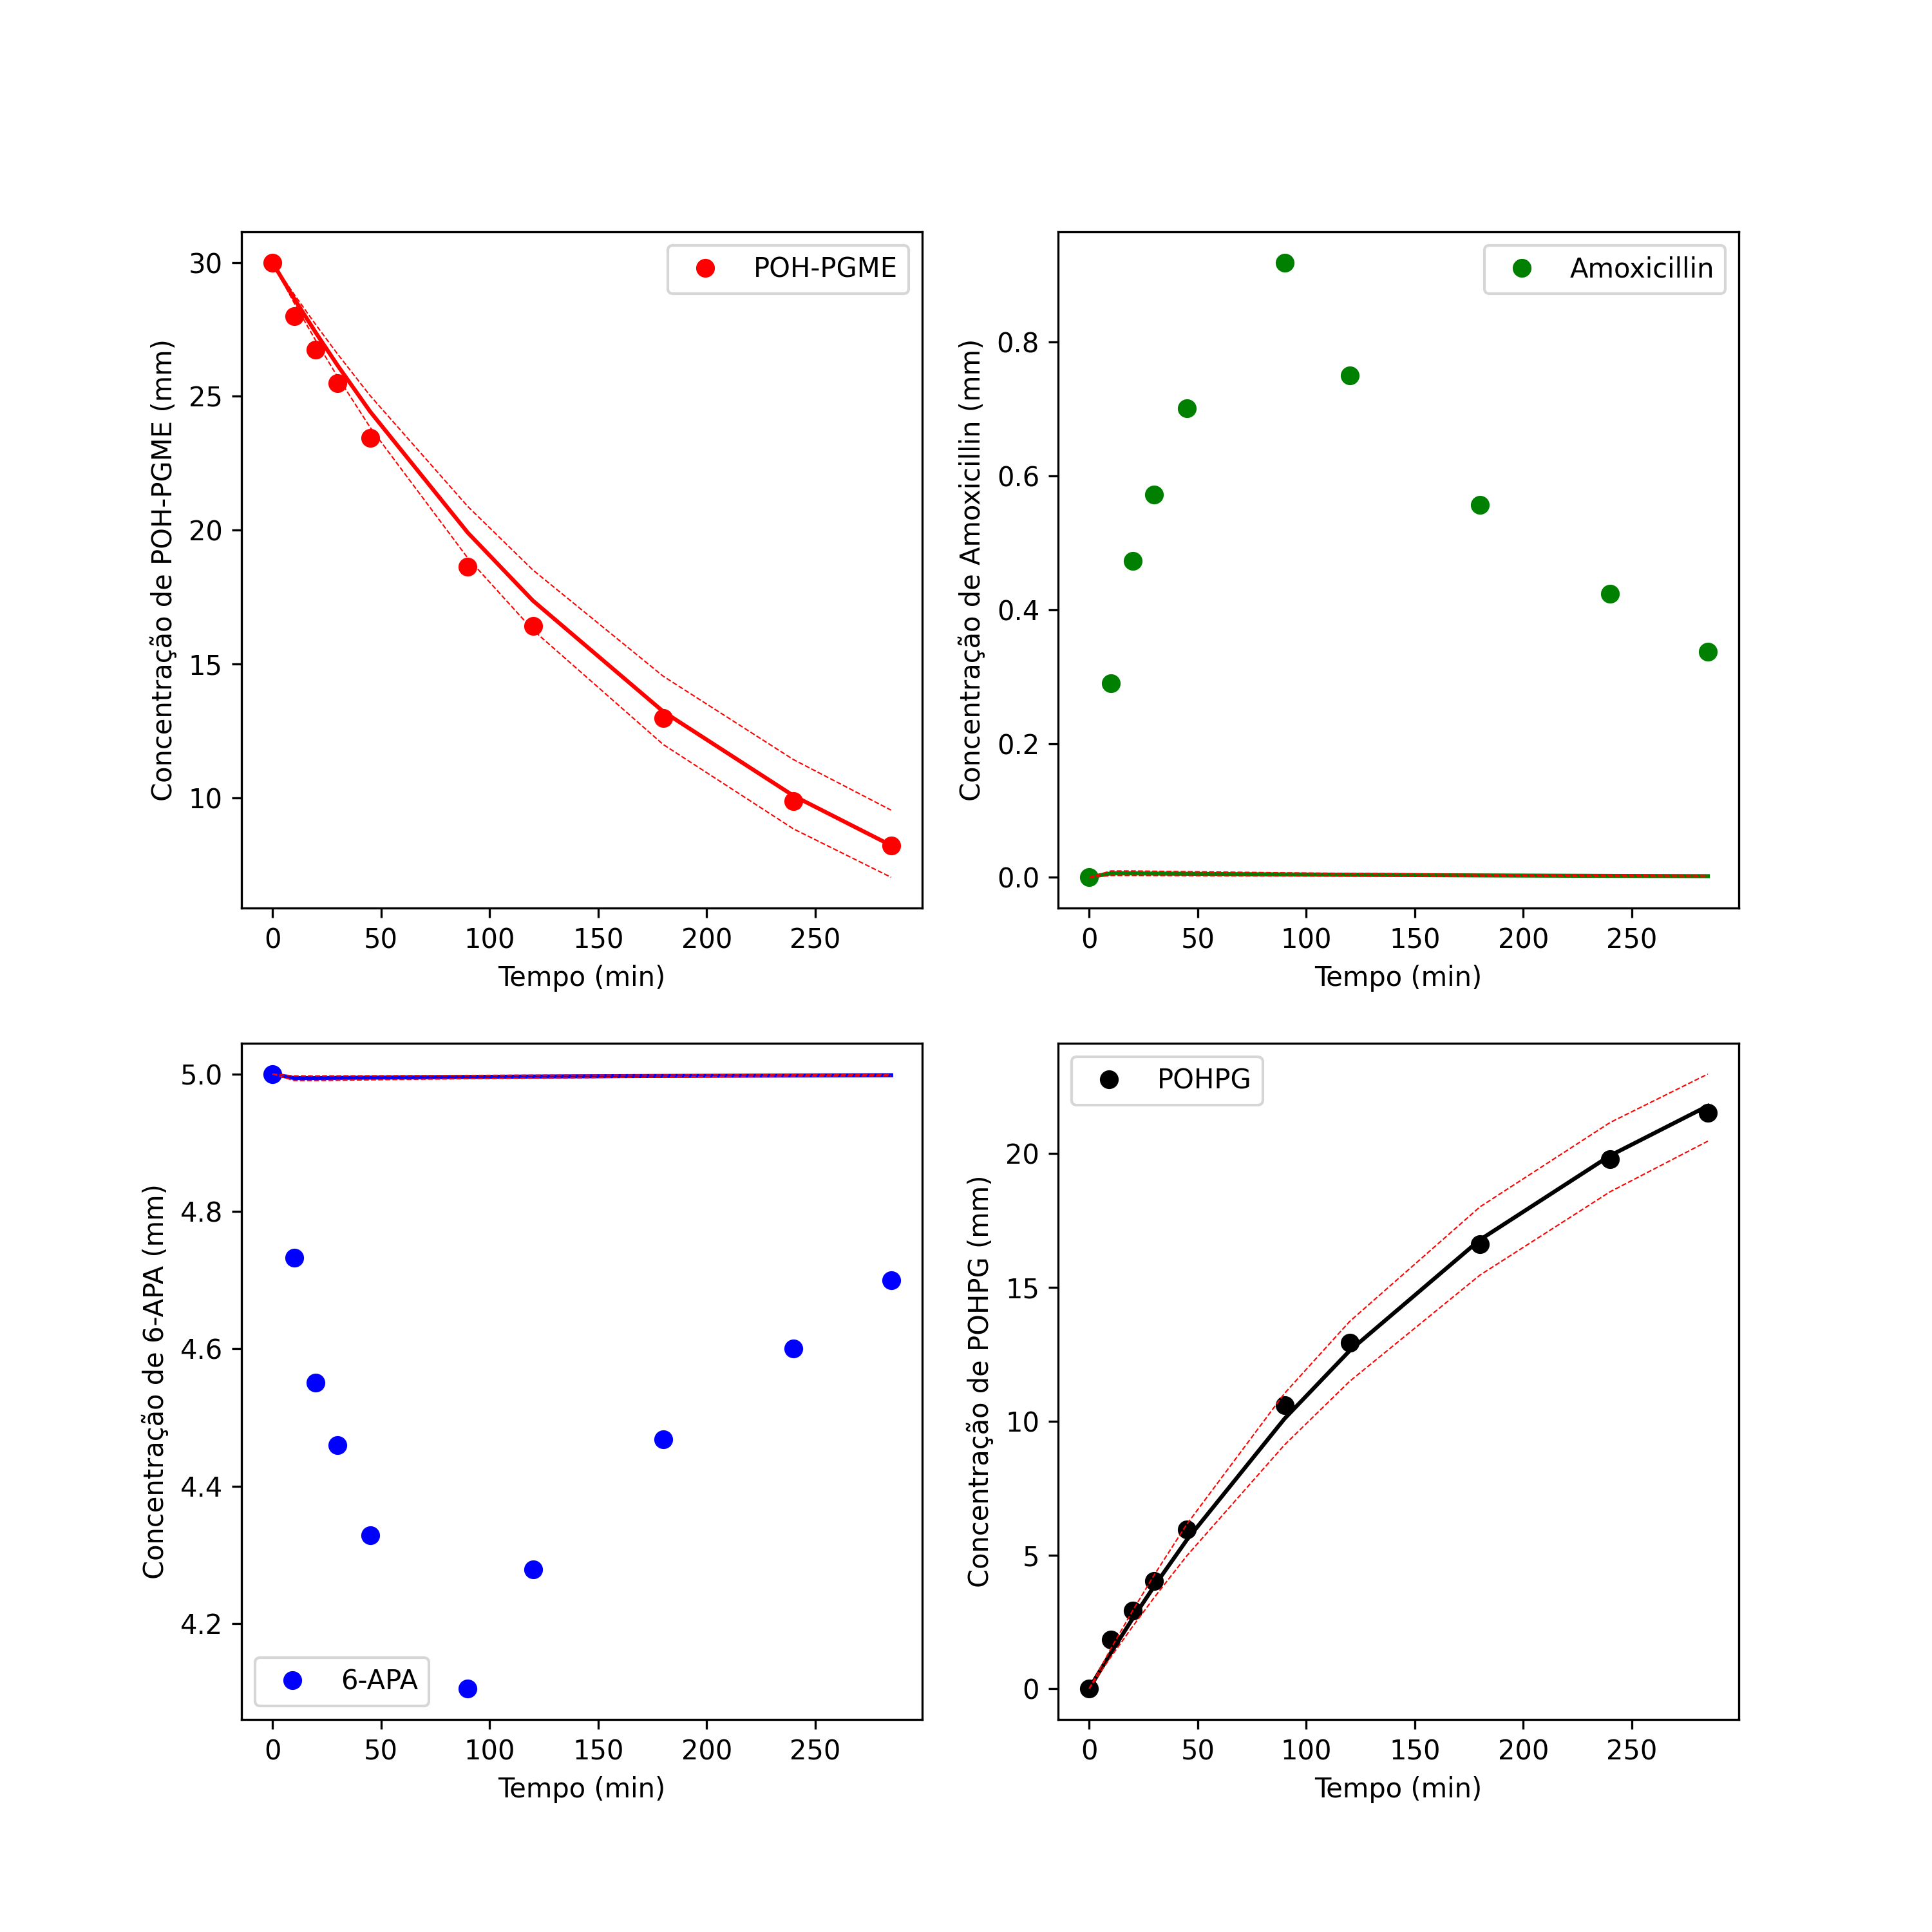 POH-PGME
Concentração de POH-PGME (mm)
30
25
20
15
10
0 50 100 150 200 250
Tempo (min)
Amoxicillin
Concentração de Amoxicillin (mm)
0.8
0.6
0.4
0.2
0.0
0 50 100 150 200 250
Tempo (min)
Concentração de 6-APA (mm)
5.0
4.8
4.6
4.4
4.2
6-APA
0 50 100 150 200 250
Tempo (min)
POHPG
Concentração de POHPG (mm)
20
15
10
5
0
0 50 100 150 200 250
Tempo (min)